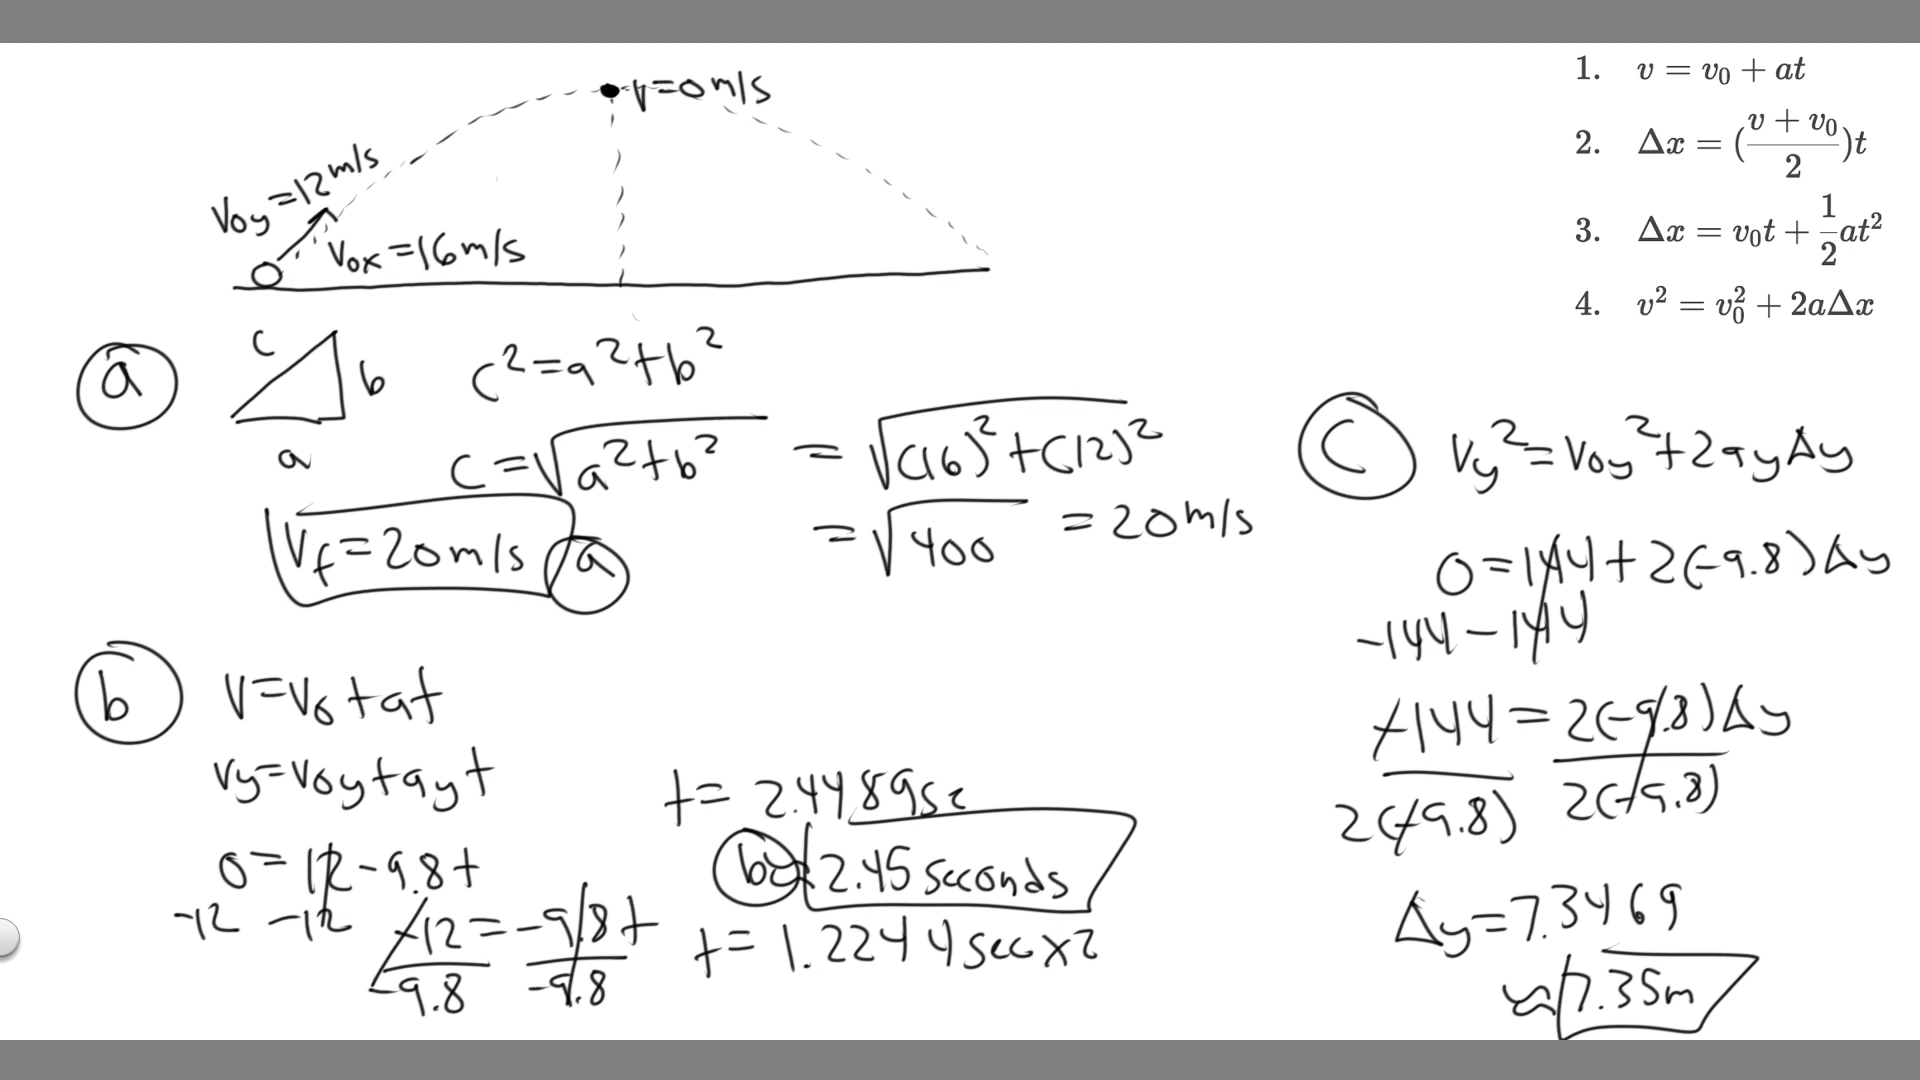 v=0m/s
Voy=12m/s
Vox=16m/s
1. v = v₀ + at
2. Δx = ((v + v₀)/2)t
3. Δx = v₀t + 1/2 at²
4. v² = v₀² + 2aΔx
a
c
b
a
c²=a²+b²
c=√a²+b² = √(16)²+(12)²
= √400 = 20m/s
Vf=20m/s a
b
V=V₀+at
Vy=Voy+ayt
0=12-9.8t
-12 -12
-12=-9.8t
-9.8 -9.8
t=2.4489sec
b ≈ 2.45 seconds
t=1.2244sec x2
c
Vy²=Voy²+2ayΔy
0=144+2(-9.8)Δy
-144-144
-144=2(-9.8)Δy
2(-9.8) 2(-9.8)
Δy=7.3469
≈7.35m